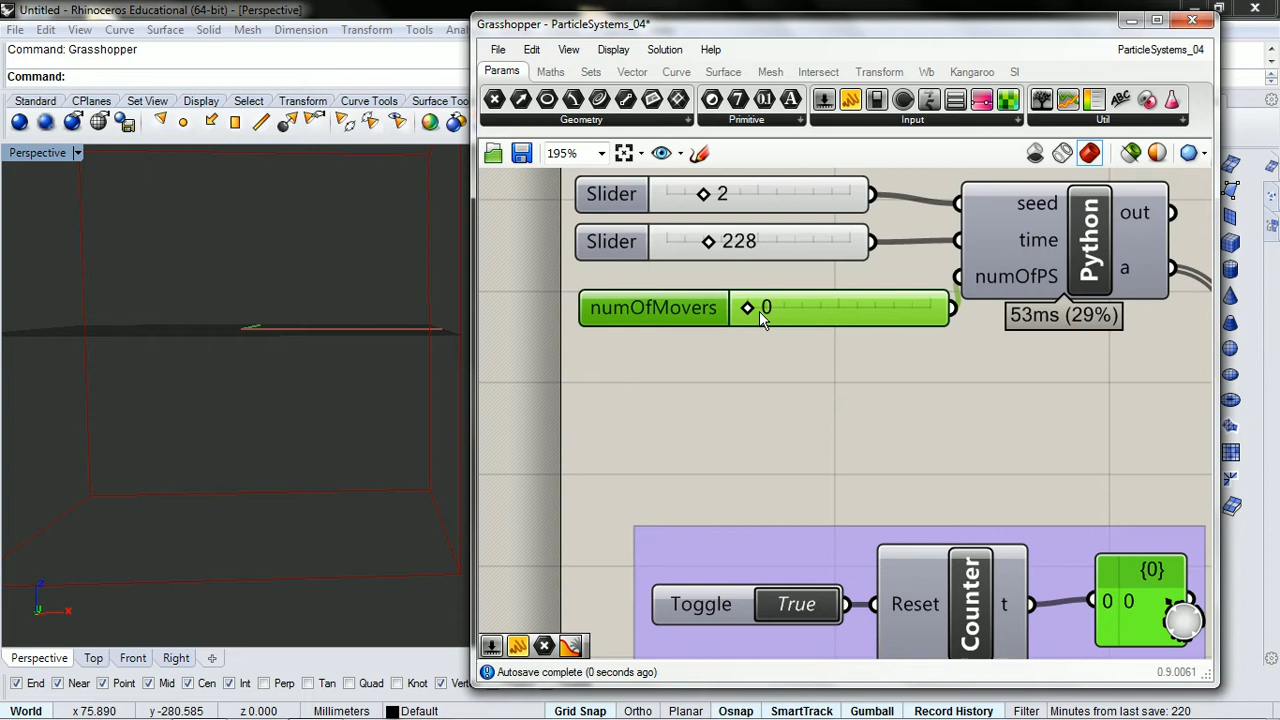 Untitled - Rhinoceros Educational (64-bit) - [Perspective]
File Edit View Curve Surface Solid Mesh Dimension Transform Tools Ana
Command: Grasshopper
Command:
Standard CPlanes Set View Display Select Transform Curve Tools Surface Too
Perspective
z
x
Perspective Top Front Right
End Near Point Mid Cen Int Perp Tan Quad Knot Vert
World x 75.890 y -280.585 z 0.000 Millimeters Default Grid Snap Ortho Planar Osnap SmartTrack Gumball Record History Filter Minutes from last save: 220
Grasshopper - ParticleSystems_04*
File Edit View Display Solution Help ParticleSystems_04
Params Maths Sets Vector Curve Surface Mesh Intersect Transform Wb Kangaroo SI
Geometry Primitive Input Util
195%
Slider 2
Slider 228
numOfMovers 0
seed
time
numOfPS
Python
out
a
53ms (29%)
Toggle True
Reset Counter t
{0}
0 0
Autosave complete (0 seconds ago) 0.9.0061